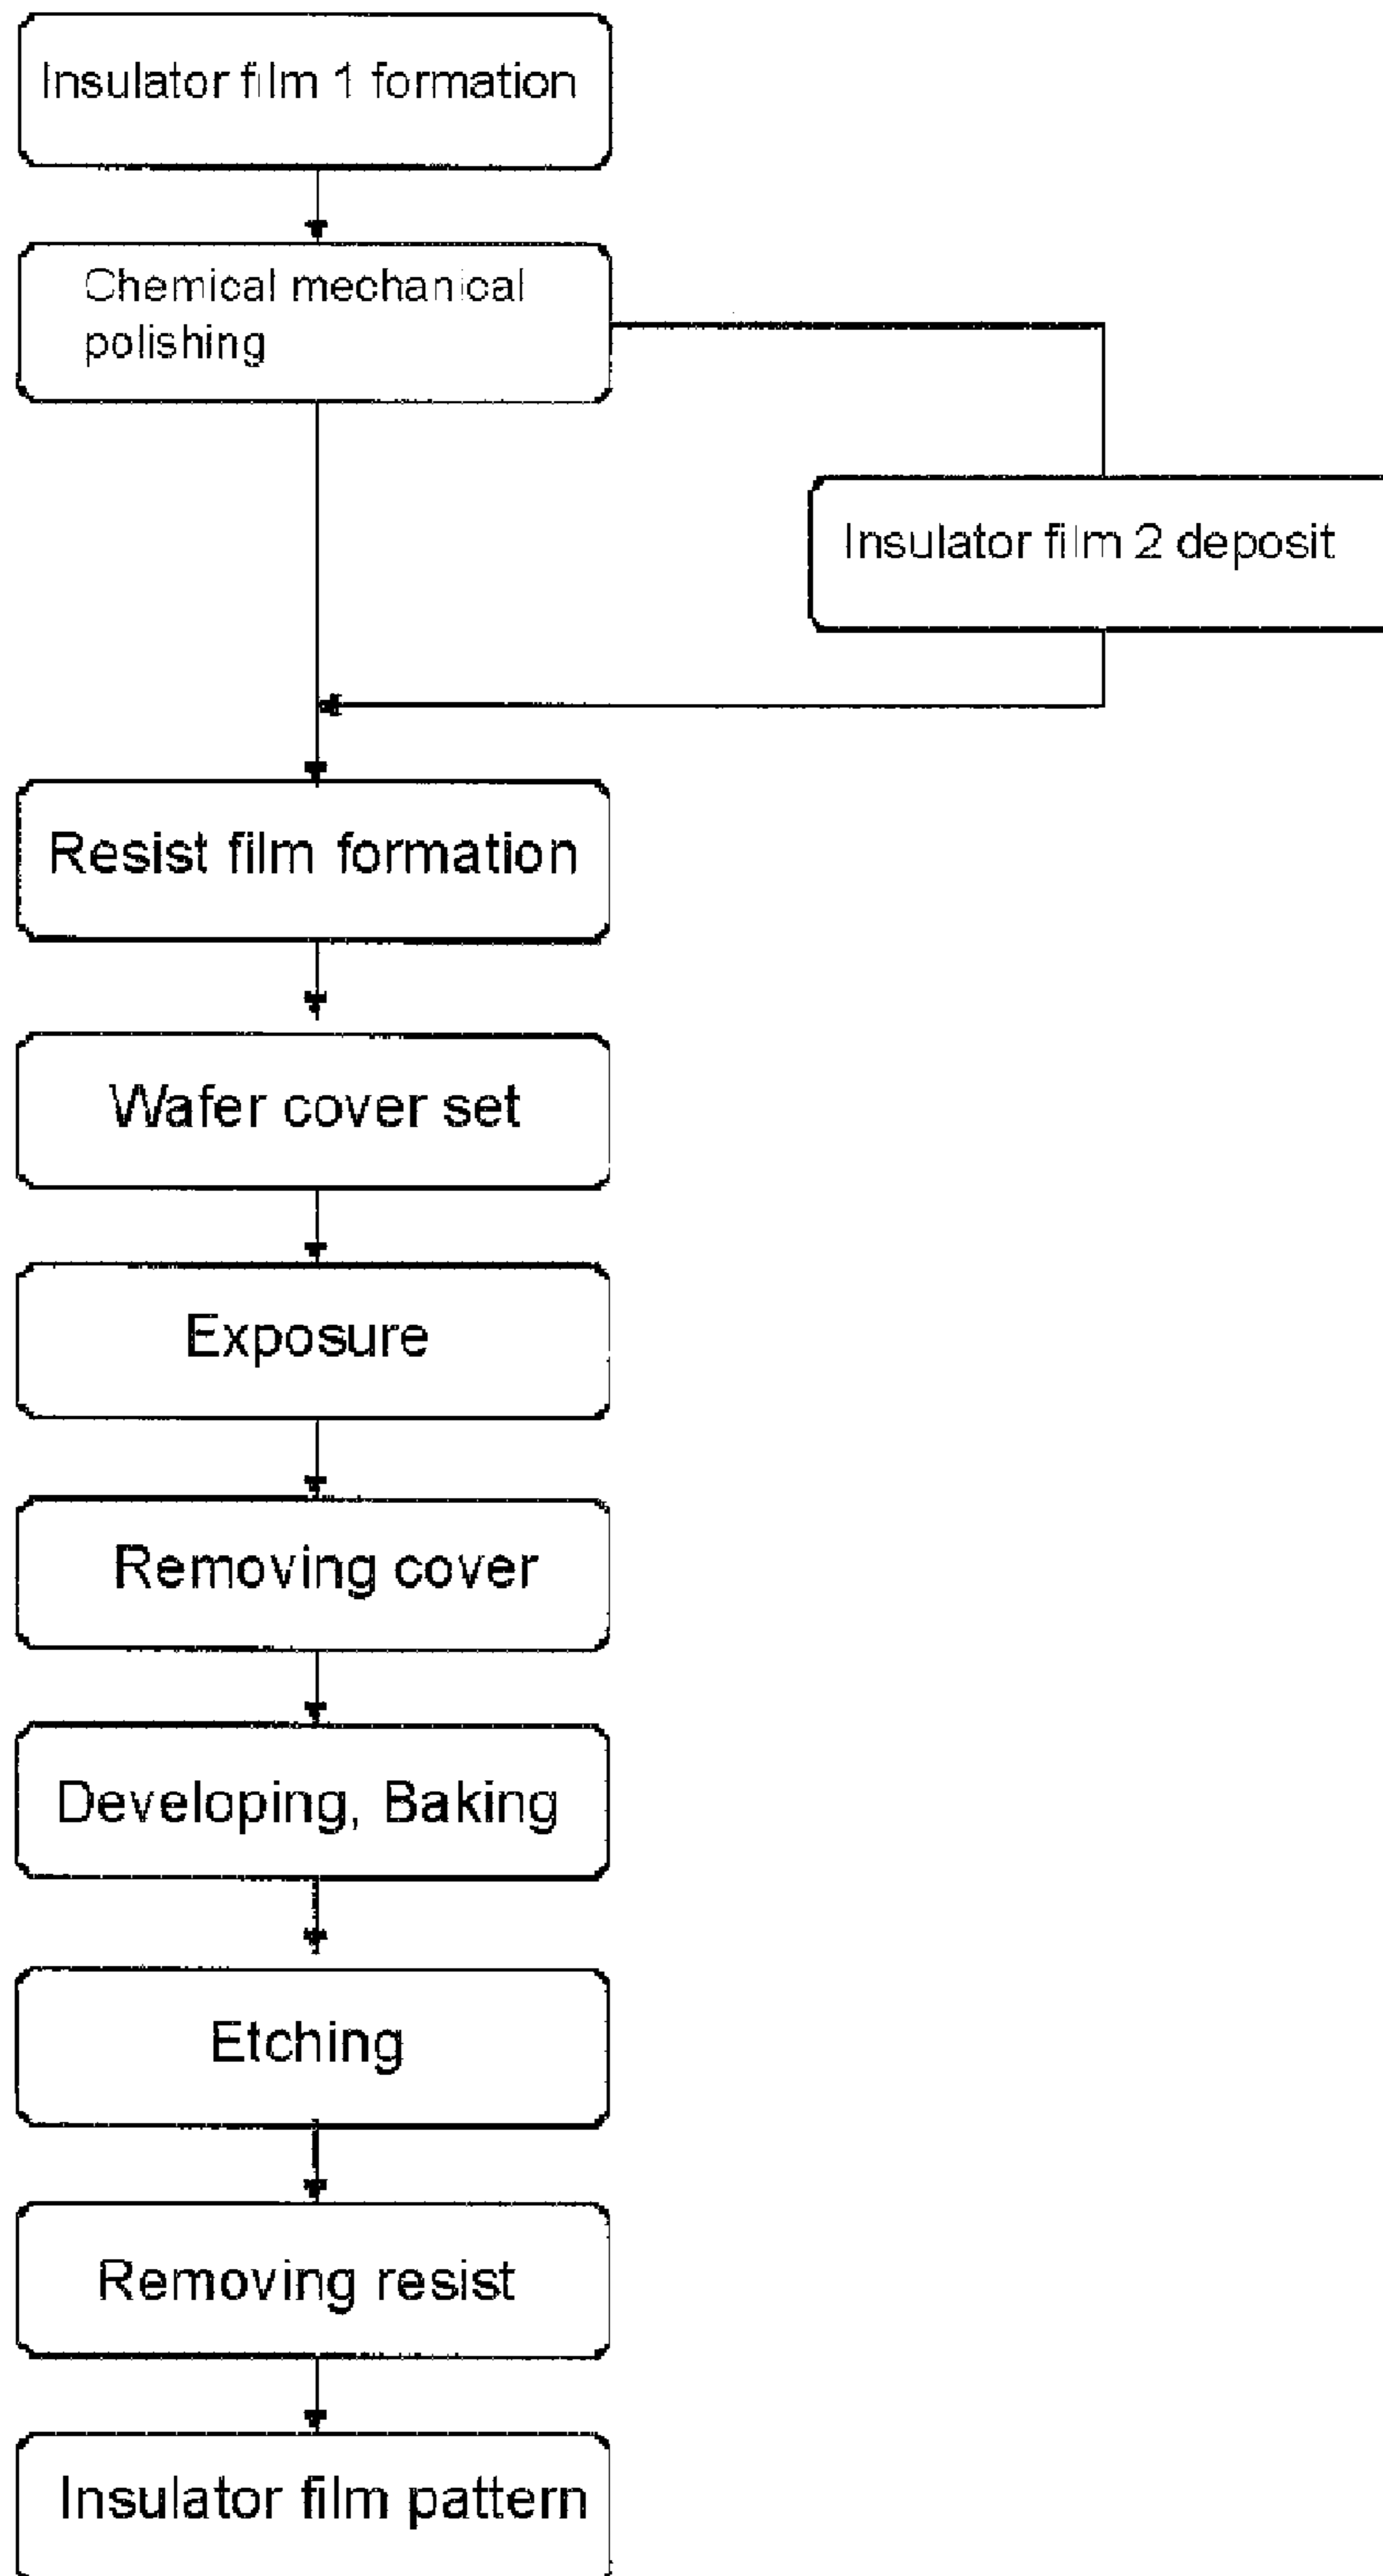 Insulator film 1 formation
Chemical mechanical
polishing
Insulator film 2 deposit
Resist film formation
Wafer cover set
Exposure
Removing cover
Developing, Baking
Etching
Removing resist
Insulator film pattern